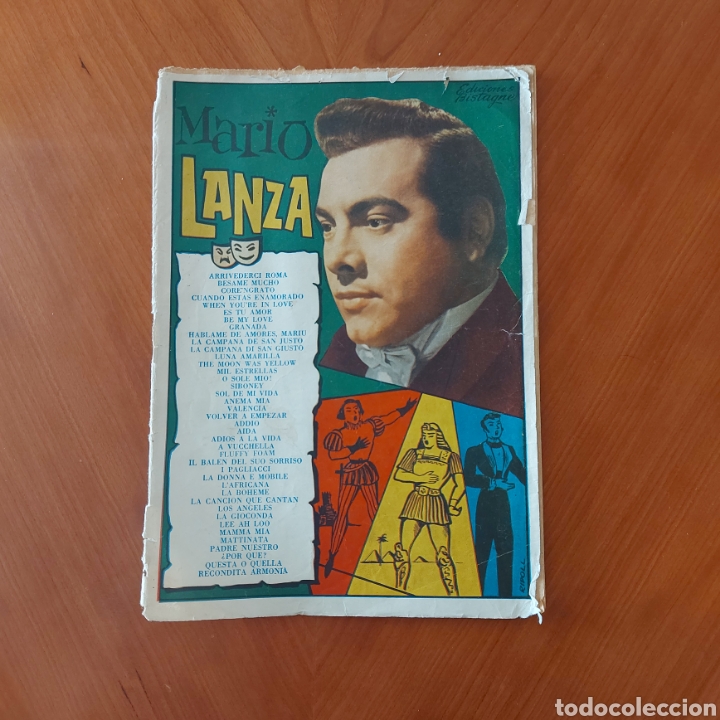 Ediciones
Bistagne
Mario
LANZA
ARRIVEDERCI ROMA
BESAME MUCHO
CORE'NGRATO
CUANDO ESTAS ENAMORADO
WHEN YOU'RE IN LOVE
ES TU AMOR
BE MY LOVE
GRANADA
HABLAME DE AMORES, MARIU
LA CAMPANA DE SAN JUSTO
LA CAMPANA DI SAN GIUSTO
LUNA AMARILLA
THE MOON WAS YELLOW
MIL ESTRELLAS
O SOLE MIO!
SIBONEY
SOL DE MI VIDA
ANEMA MIA
VALENCIA
VOLVER A EMPEZAR
ADDIO
AIDA
ADIOS A LA VIDA
A VUCCHELLA
FLUFFY FOAM
IL BALEN DEL SUO SORRISO
I PAGLIACCI
LA DONNA E MOBILE
L'AFRICANA
LA BOHEME
LA CANCION QUE CANTAN
LOS ANGELES
LA GIOCONDA
LEE AH LOO
MAMMA MIA
MATTINATA
PADRE NUESTRO
¿POR QUE?
QUESTA O QUELLA
RECONDITA ARMONIA
todocoleccion